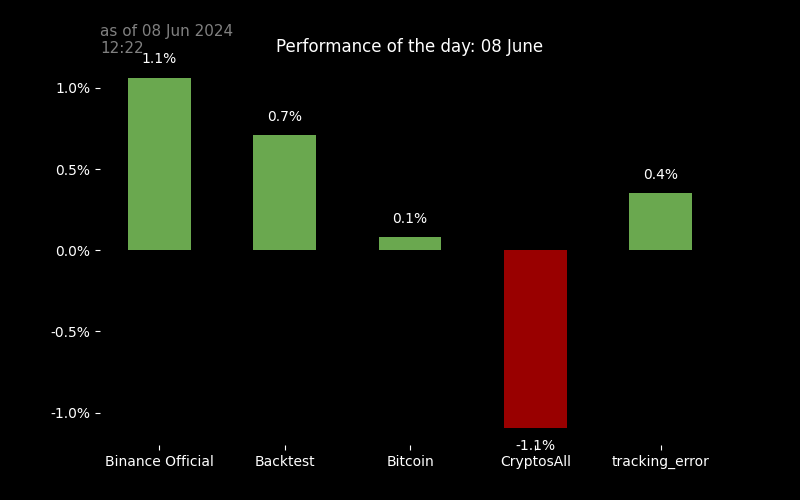 as of 08 Jun 2024
12:22
Performance of the day: 08 June
1.1%
0.7%
0.1%
-1.1%
0.4%
1.0%
0.5%
0.0%
-0.5%
-1.0%
Binance Official
Backtest
Bitcoin
CryptosAll
tracking_error